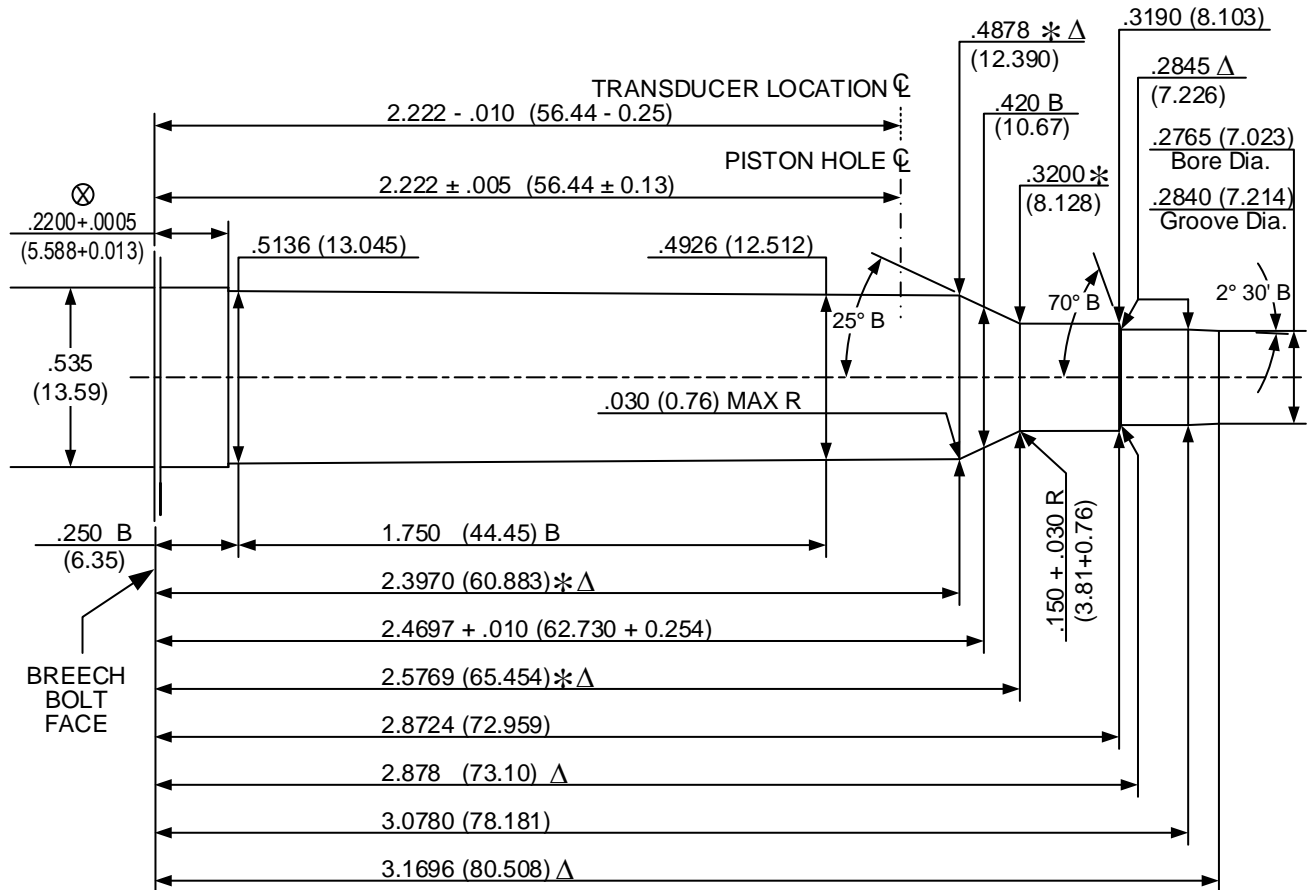 .4878 ✻ Δ
(12.390)
.3190 (8.103)
.2845 Δ
(7.226)
TRANSDUCER LOCATION ℄
2.222 - .010 (56.44 - 0.25)
.420 B
(10.67)
.2765 (7.023)
Bore Dia.
PISTON HOLE ℄
2.222 ± .005 (56.44 ± 0.13)
.3200 ✻
(8.128)
.2840 (7.214)
Groove Dia.
⊗
.2200+.0005
(5.588+0.013)
.5136 (13.045)
.4926 (12.512)
25° B
70° B
2° 30' B
.535
(13.59)
.030 (0.76) MAX R
.250 B
(6.35)
1.750 (44.45) B
.150 + .030 R
(3.81+0.76)
2.3970 (60.883) ✻ Δ
2.4697 + .010 (62.730 + 0.254)
BREECH
BOLT
FACE
2.5769 (65.454) ✻ Δ
2.8724 (72.959)
2.878 (73.10) Δ
3.0780 (78.181)
3.1696 (80.508) Δ